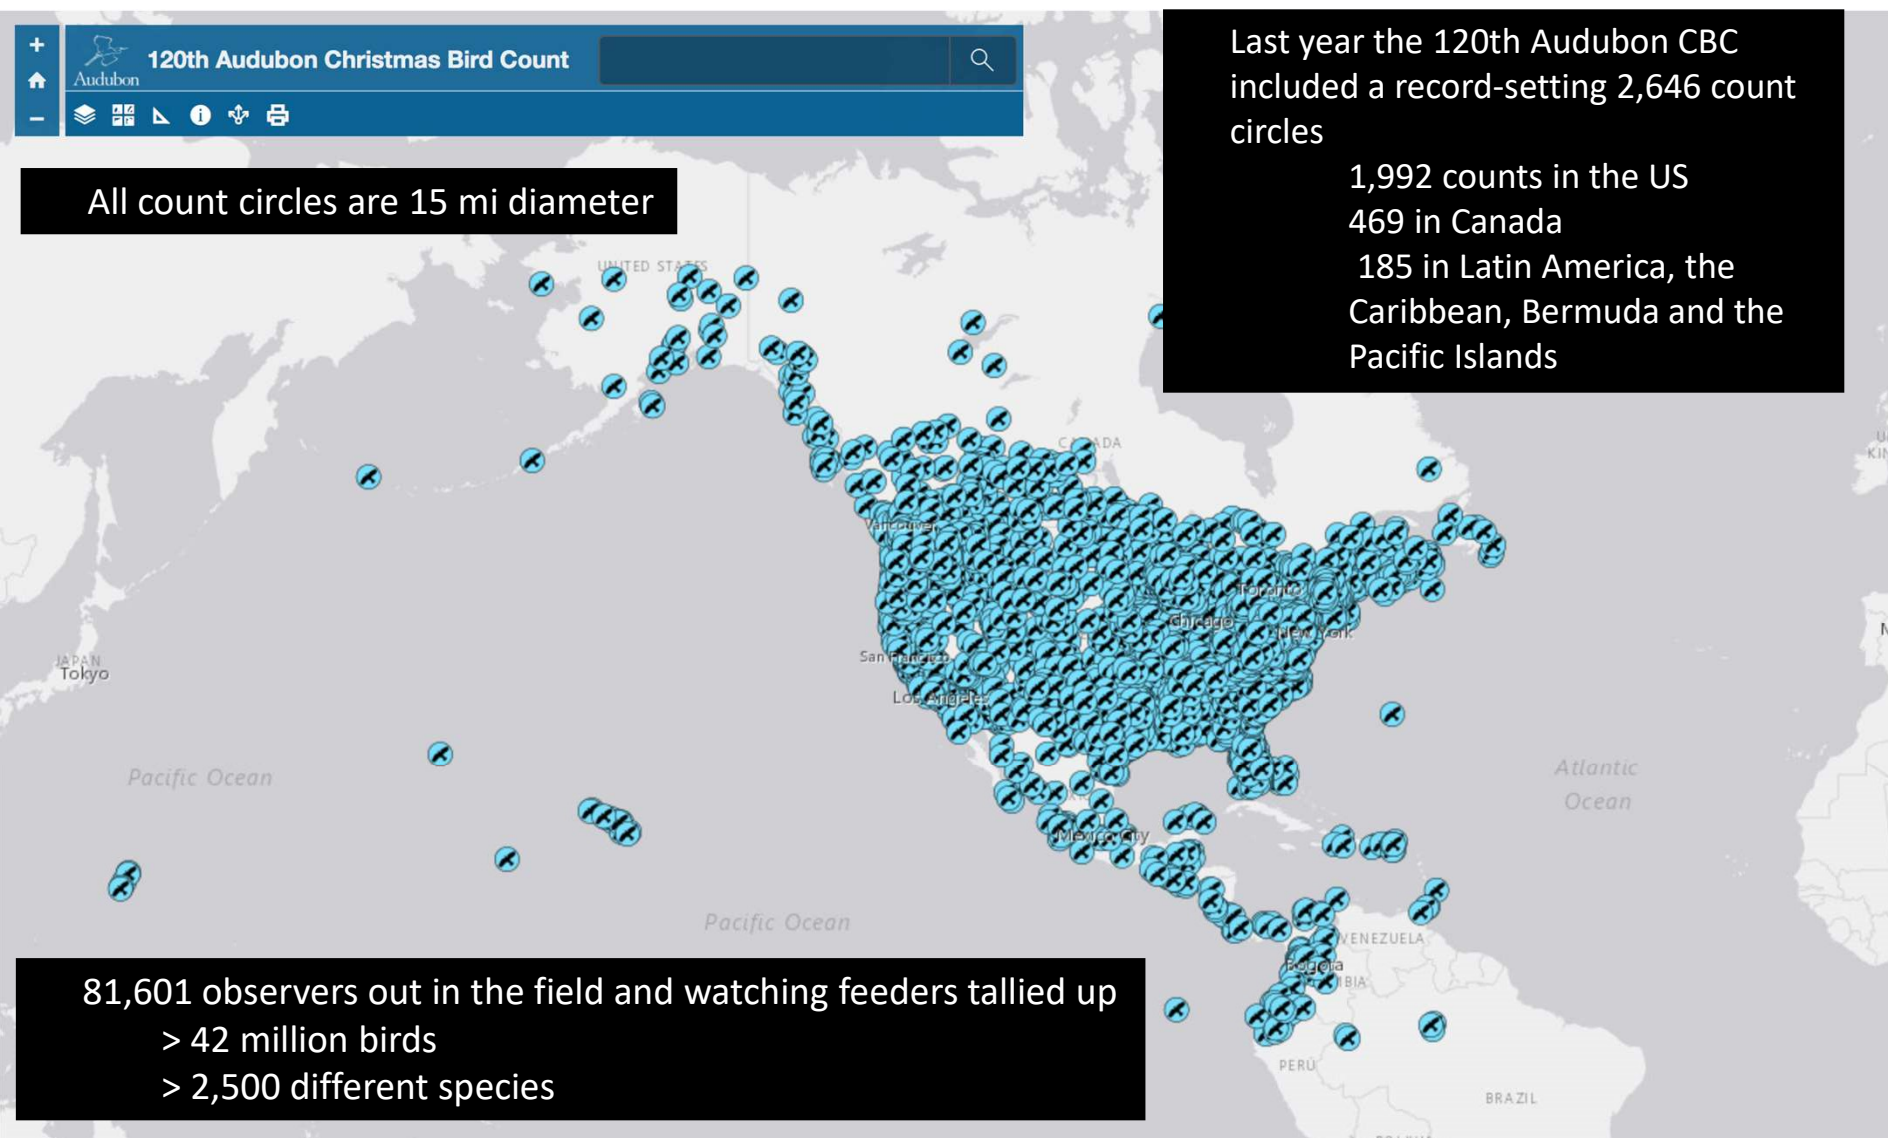 120th Audubon Christmas Bird Count
Audubon
Last year the 120th Audubon CBC
included a record-setting 2,646 count
circles
1,992 counts in the US
469 in Canada
185 in Latin America, the
Caribbean, Bermuda and the
Pacific Islands
All count circles are 15 mi diameter
UNITED STATES
CANADA
Vancouver
Toronto
Chicago
New York
San Francisco
JAPAN
Tokyo
Los Angeles
Pacific Ocean
Atlantic
Ocean
Mexico City
Pacific Ocean
VENEZUELA
Bogota
PERÚ
BRAZIL
81,601 observers out in the field and watching feeders tallied up
> 42 million birds
> 2,500 different species